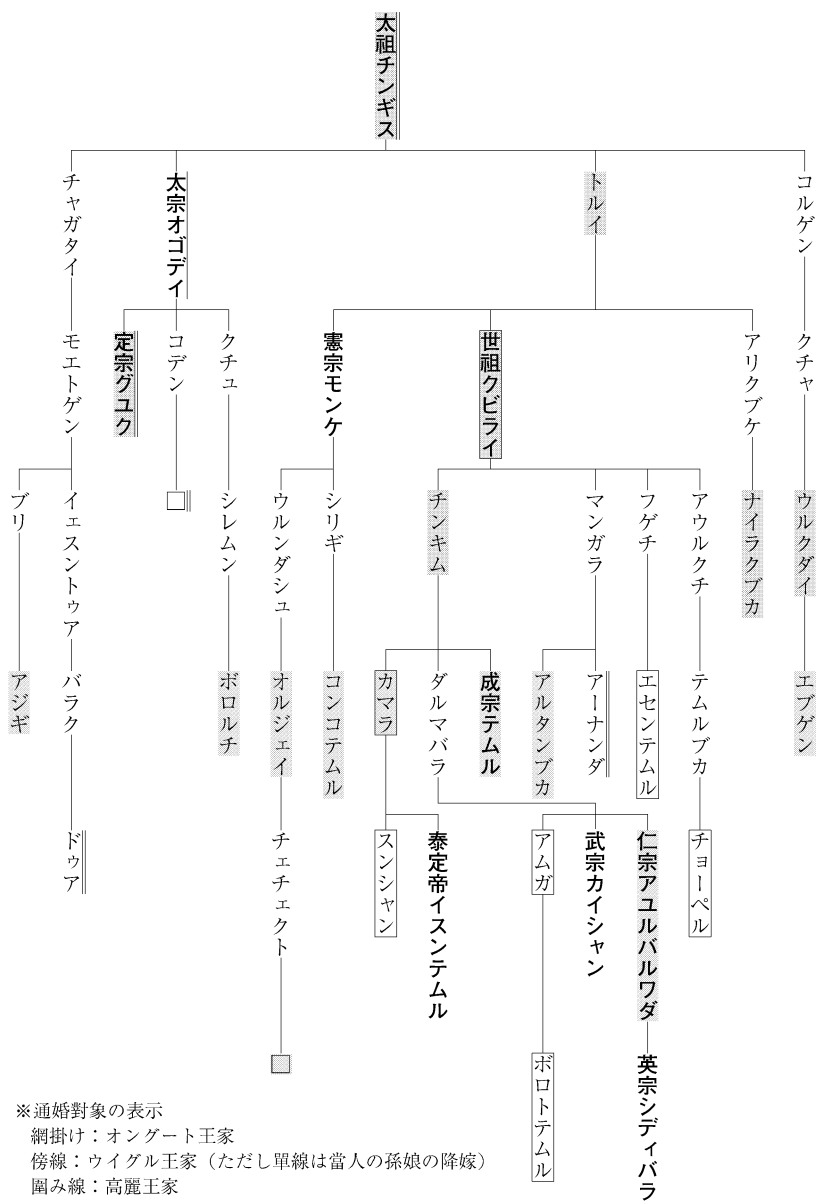 太祖チンギス
コルゲン
トルイ
太宗オゴデイ
チャガタイ
クチャ
アリクブケ
世祖クビライ
憲宗モンケ
クチュ
コデン
定宗グユク
モエトゲン
ウルクダイ
ナイラクブカ
アウルクチ
フゲチ
マンガラ
チンキム
シリギ
ウルンダシュ
シレムン
イェスントゥア
ブリ
エブゲン
テムルブカ
エセンテムル
アーナンダ
アルタンブカ
成宗テムル
ダルマバラ
カマラ
コンコテムル
オルジェイ
ボロルチ
バラク
アジギ
チョーペル
仁宗アユルバルワダ
武宗カイシャン
アムガ
泰定帝イスンテムル
スンシャン
チェチェクト
ドゥア
英宗シディバラ
ボロトテムル
※通婚對象の表示
網掛け：オングート王家
傍線：ウイグル王家（ただし單線は當人の孫娘の降嫁）
圍み線：高麗王家